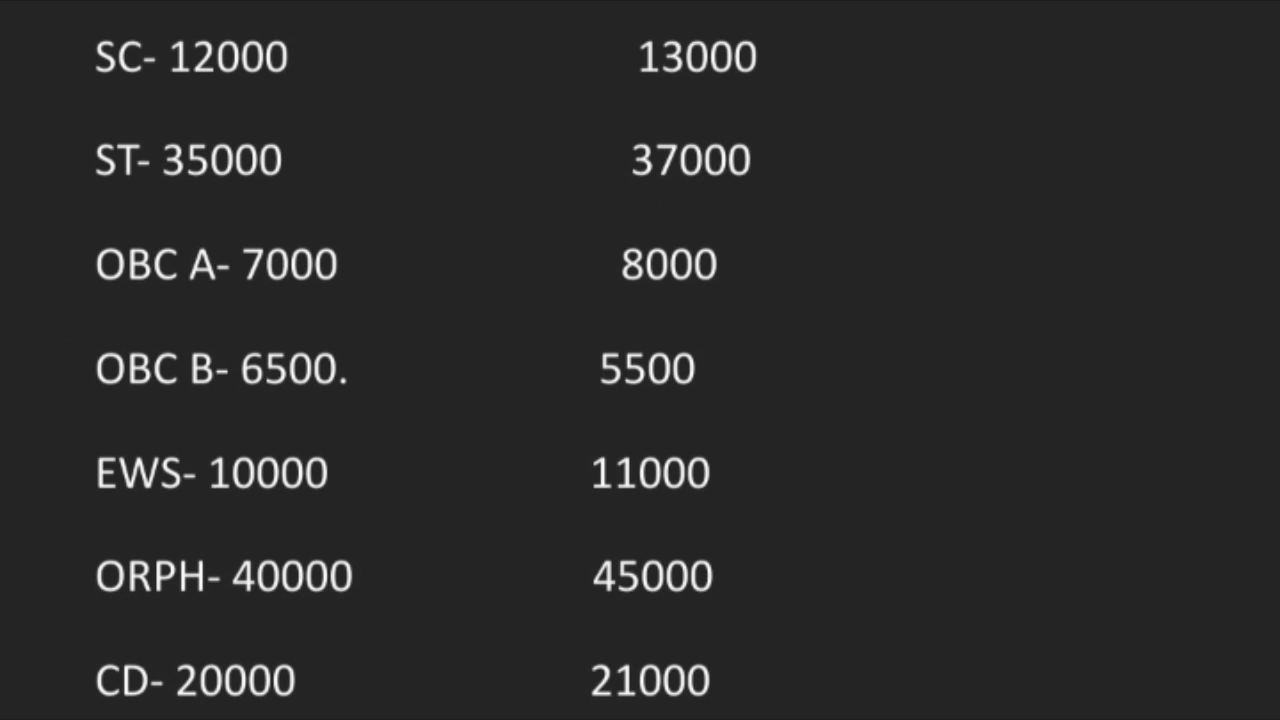 SC- 12000 13000
ST- 35000 37000
OBC A- 7000 8000
OBC B- 6500. 5500
EWS- 10000 11000
ORPH- 40000 45000
CD- 20000 21000